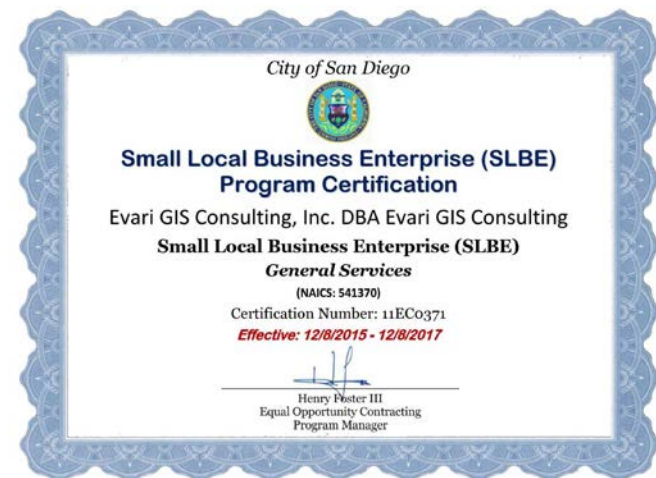 City of San Diego
Small Local Business Enterprise (SLBE)
Program Certification
Evari GIS Consulting, Inc. DBA Evari GIS Consulting
Small Local Business Enterprise (SLBE)
General Services
(NAICS: 541370)
Certification Number: 11EC0371
Effective: 12/8/2015 - 12/8/2017
Henry Foster III
Equal Opportunity Contracting
Program Manager